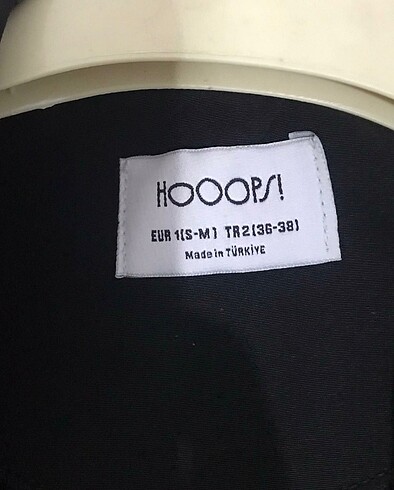 HOOOPS!
EUR 1(S-M) TR2(36-38)
Made in TÜRKİYE